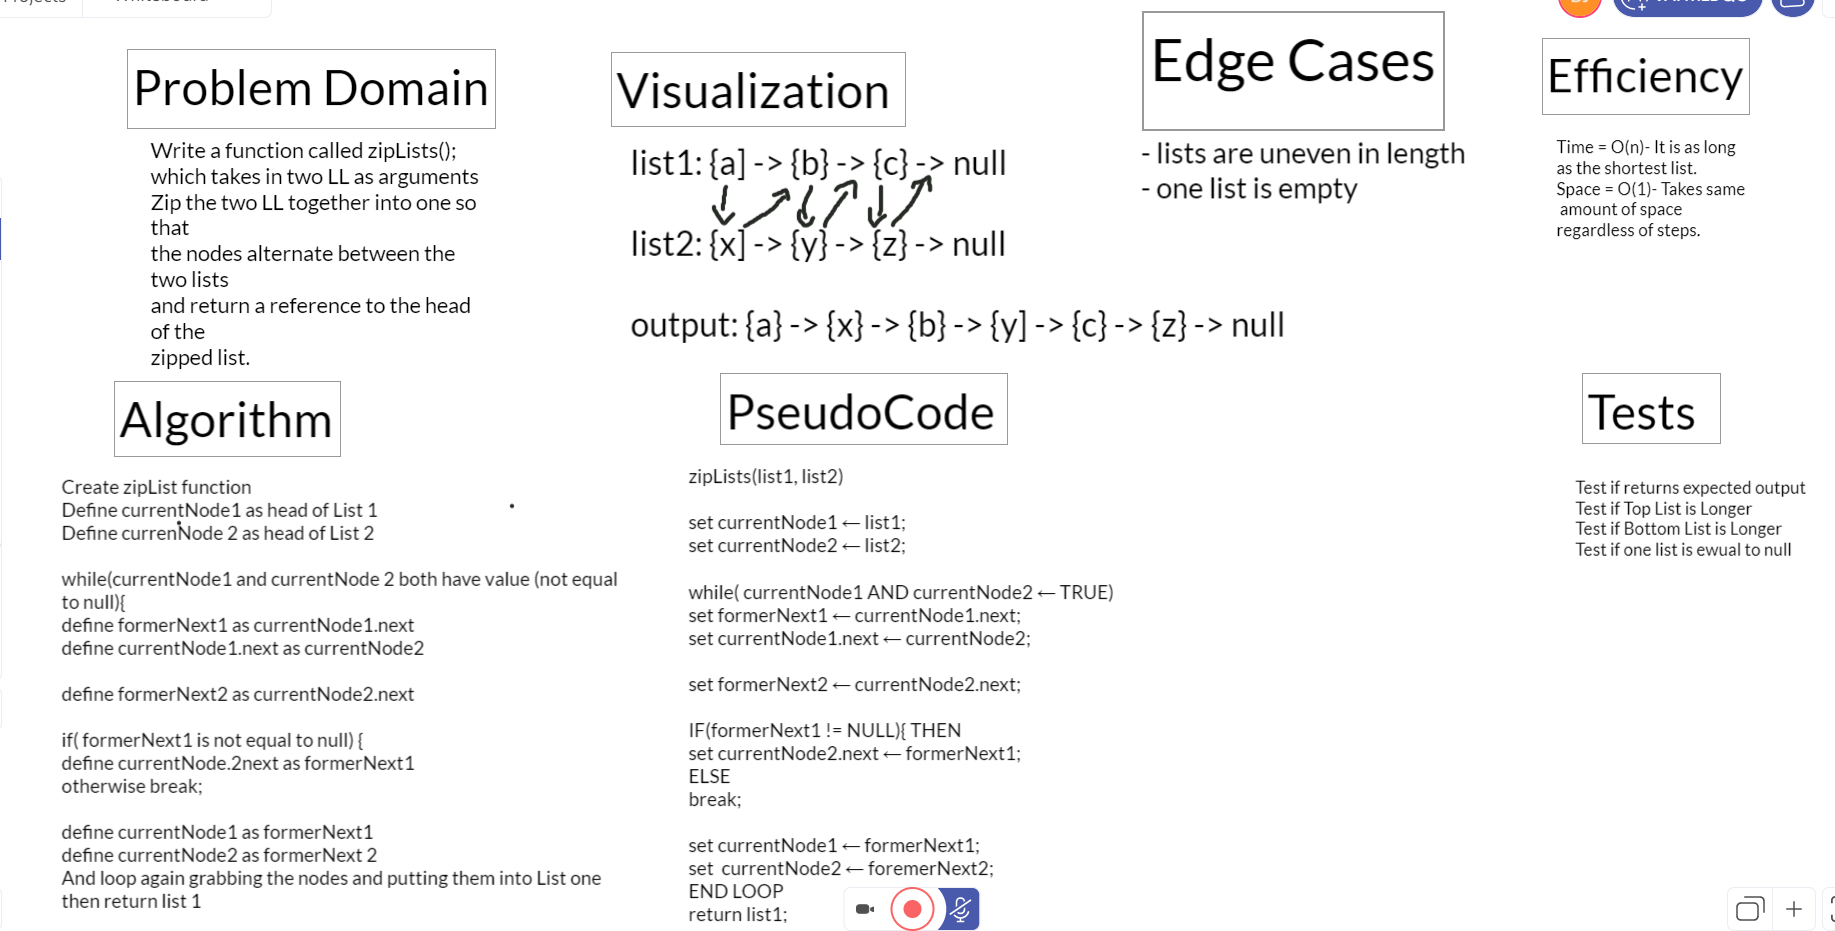 Problem Domain
Write a function called zipLists();
which takes in two LL as arguments
Zip the two LL together into one so
that
the nodes alternate between the
two lists
and return a reference to the head
of the
zipped list.
Visualization
list1: {a] -> {b} -> {c} -> null
list2: {x] -> {y} -> {z} -> null
output: {a} -> {x} -> {b} -> {y] -> {c} -> {z} -> null
Edge Cases
- lists are uneven in length
- one list is empty
Efficiency
Time = O(n)- It is as long
as the shortest list.
Space = O(1)- Takes same
amount of space
regardless of steps.
Algorithm
Create zipList function
Define currentNode1 as head of List 1
Define currenNode 2 as head of List 2
while(currentNode1 and currentNode 2 both have value (not equal
to null){
define formerNext1 as currentNode1.next
define currentNode1.next as currentNode2
define formerNext2 as currentNode2.next
if( formerNext1 is not equal to null) {
define currentNode.2next as formerNext1
otherwise break;
define currentNode1 as formerNext1
define currentNode2 as formerNext 2
And loop again grabbing the nodes and putting them into List one
then return list 1
PseudoCode
zipLists(list1, list2)
set currentNode1 ← list1;
set currentNode2 ← list2;
while( currentNode1 AND currentNode2 ← TRUE)
set formerNext1 ← currentNode1.next;
set currentNode1.next ← currentNode2;
set formerNext2 ← currentNode2.next;
IF(formerNext1 != NULL){ THEN
set currentNode2.next ← formerNext1;
ELSE
break;
set currentNode1 ← formerNext1;
set currentNode2 ← foremerNext2;
END LOOP
return list1;
Tests
Test if returns expected output
Test if Top List is Longer
Test if Bottom List is Longer
Test if one list is ewual to null